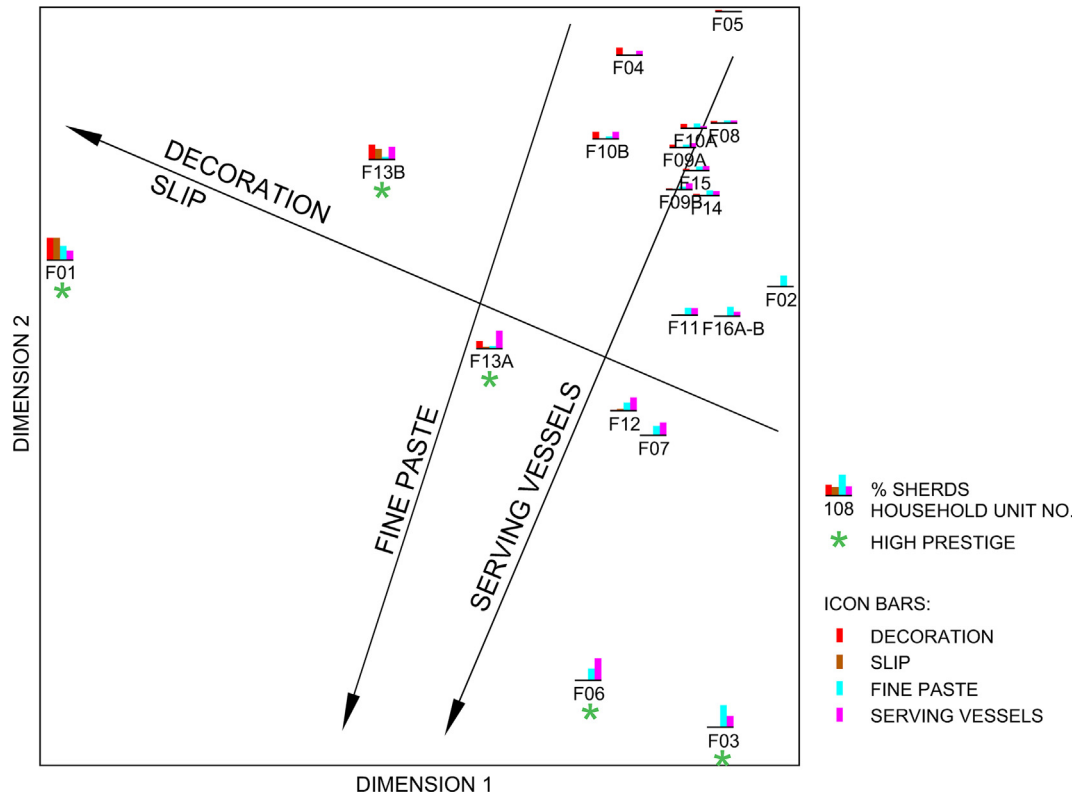 F05
F04
F10B
F10A
F08
F09A
F15
F09B
F14
F13B
*
DECORATION
SLIP
F01
*
F02
F11
F16A-B
F13A
*
F12
F07
FINE PASTE
SERVING VESSELS
F06
*
F03
*
DIMENSION 2
DIMENSION 1
% SHERDS
108 HOUSEHOLD UNIT NO.
* HIGH PRESTIGE
ICON BARS:
DECORATION
SLIP
FINE PASTE
SERVING VESSELS